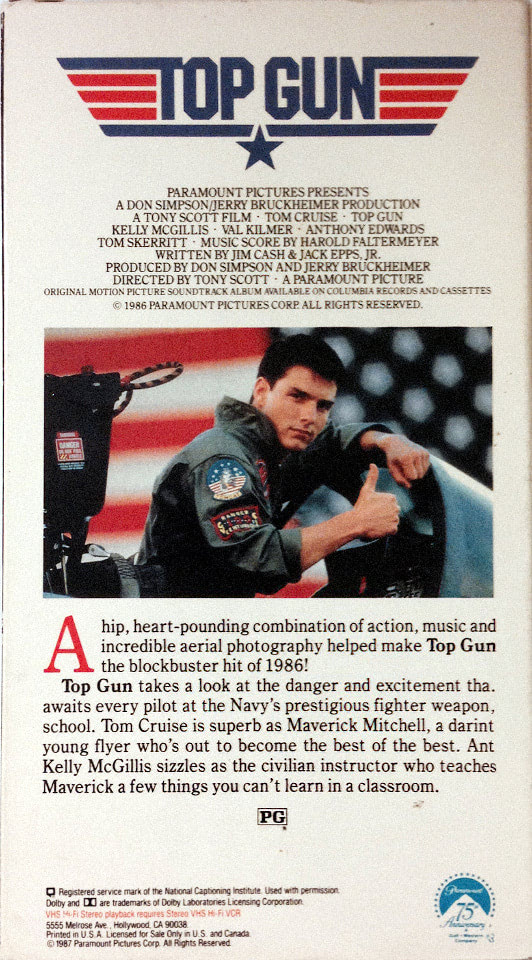 TOP GUN
PARAMOUNT PICTURES PRESENTS
A DON SIMPSON/JERRY BRUCKHEIMER PRODUCTION
A TONY SCOTT FILM · TOM CRUISE · TOP GUN
KELLY MCGILLIS · VAL KILMER · ANTHONY EDWARDS
TOM SKERRITT · MUSIC SCORE BY HAROLD FALTERMEYER
WRITTEN BY JIM CASH & JACK EPPS, JR.
PRODUCED BY DON SIMPSON AND JERRY BRUCKHEIMER
DIRECTED BY TONY SCOTT · A PARAMOUNT PICTURE
ORIGINAL MOTION PICTURE SOUNDTRACK ALBUM AVAILABLE ON COLUMBIA RECORDS AND CASSETTES
© 1986 PARAMOUNT PICTURES CORP. ALL RIGHTS RESERVED.
DANGER
A hip, heart-pounding combination of action, music and
incredible aerial photography helped make Top Gun
the blockbuster hit of 1986!
Top Gun takes a look at the danger and excitement tha.
awaits every pilot at the Navy's prestigious fighter weapon,
school. Tom Cruise is superb as Maverick Mitchell, a darint
young flyer who's out to become the best of the best. Ant
Kelly McGillis sizzles as the civilian instructor who teaches
Maverick a few things you can't learn in a classroom.
PG
Registered service mark of the National Captioning Institute. Used with permission.
Dolby and are trademarks of Dolby Laboratories Licensing Corporation.
VHS Hi-Fi Stereo playback requires Stereo VHS Hi-Fi VCR
5555 Melrose Ave., Hollywood, CA 90038
Printed in U.S.A. Licensed for Sale Only in U.S. and Canada.
© 1987 Paramount Pictures Corp. All Rights Reserved.
Paramount
75th
Anniversary
A Gulf+Western
Company